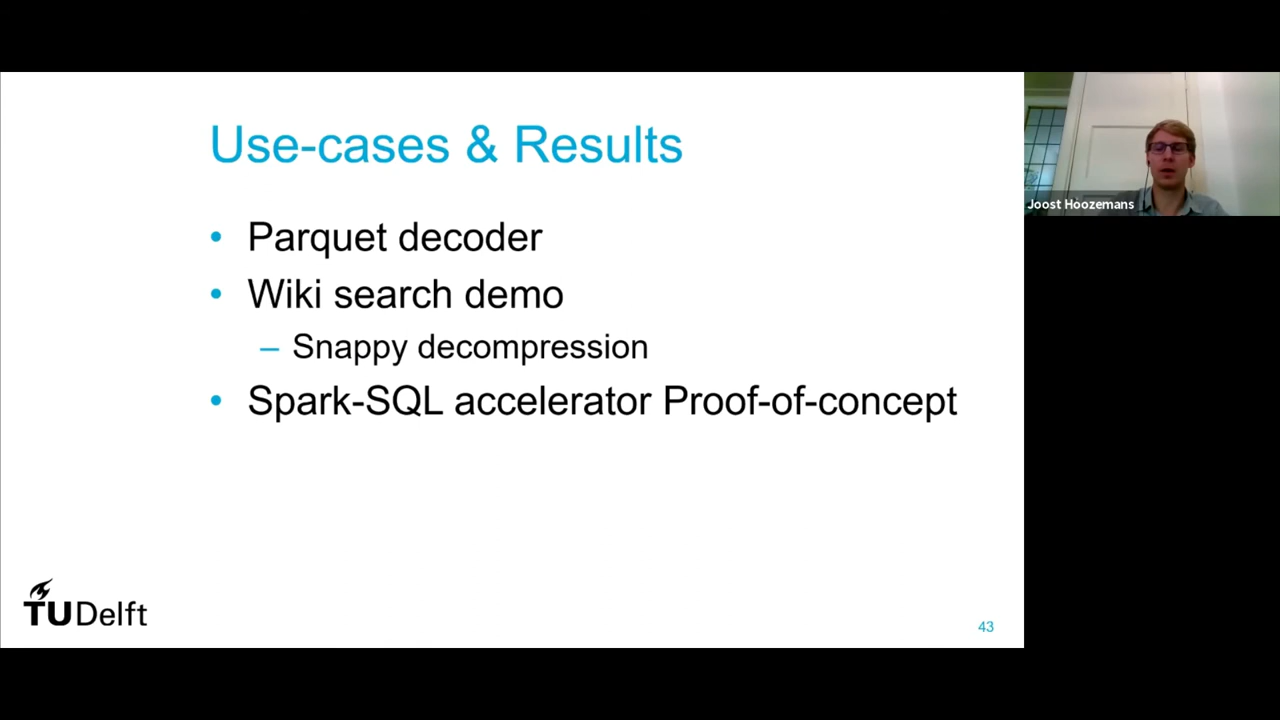 Use-cases & Results
• Parquet decoder
• Wiki search demo
– Snappy decompression
• Spark-SQL accelerator Proof-of-concept
TUDelft
43
Joost Hoozemans